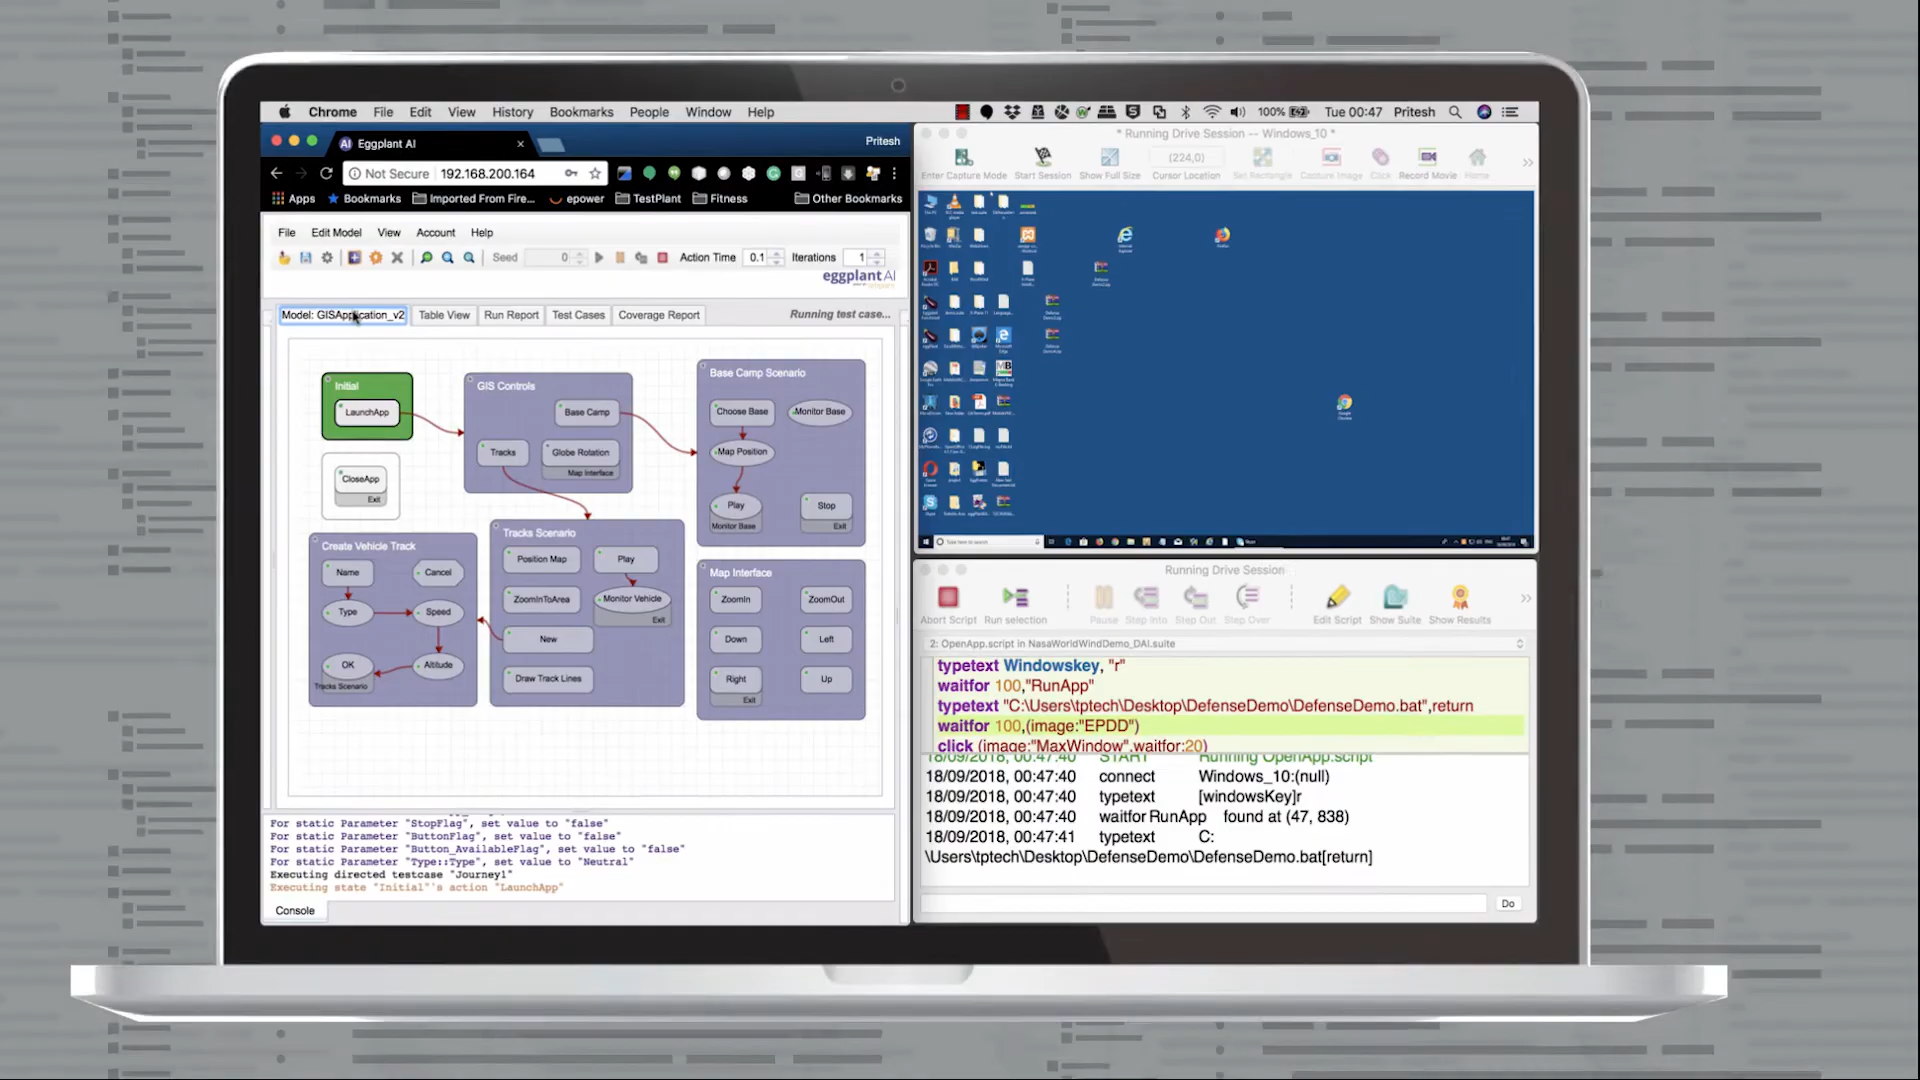 Chrome File Edit View History Bookmarks People Window Help
100% Tue 00:47 Pritesh
AI Eggplant AI
Pritesh
Not Secure 192.168.200.164
Apps Bookmarks Imported From Fire... epower TestPlant Fitness Other Bookmarks
File Edit Model View Account Help
Seed 0 Action Time 0.1 Iterations 1
eggplant AI
Model: GISApplication_v2 Table View Run Report Test Cases Coverage Report Running test case...
Initial
LaunchApp
CloseApp
Exit
GIS Controls
Base Camp
Tracks
Globe Rotation
Map Interface
Base Camp Scenario
Choose Base
Monitor Base
Map Position
Play
Monitor Base
Stop
Exit
Create Vehicle Track
Name
Cancel
Type
Speed
OK
Tracks Scenario
Altitude
Tracks Scenario
Position Map
Play
ZoomInToArea
Monitor Vehicle
Exit
New
Draw Track Lines
Map Interface
ZoomIn
ZoomOut
Down
Left
Right
Exit
Up
For static Parameter "StopFlag", set value to "false"
For static Parameter "ButtonFlag", set value to "false"
For static Parameter "Button_AvailableFlag", set value to "false"
For static Parameter "Type::Type", set value to "Neutral"
Executing directed testcase "Journey1"
Executing state "Initial"'s action "LaunchApp"
Console
* Running Drive Session -- Windows_10 *
(224,0)
Enter Capture Mode Start Session Show Full Size Cursor Location Set Rectangle Capture Image Click Record Movie Home
Running Drive Session
Abort Script Run selection Pause Step Into Step Out Step Over Edit Script Show Suite Show Results
2: OpenApp.script in NasaWorldWindDemo_DAI.suite
typetext Windowskey, "r"
waitfor 100,"RunApp"
typetext "C:\Users\tptech\Desktop\DefenseDemo\DefenseDemo.bat",return
waitfor 100,(image:"EPDD")
click (image:"MaxWindow",waitfor:20)
18/09/2018, 00:47:40 START Running OpenApp.script
18/09/2018, 00:47:40 connect Windows_10:(null)
18/09/2018, 00:47:40 typetext [windowsKey]r
18/09/2018, 00:47:40 waitfor RunApp found at (47, 838)
18/09/2018, 00:47:41 typetext C:
\Users\tptech\Desktop\DefenseDemo\DefenseDemo.bat[return]
Do